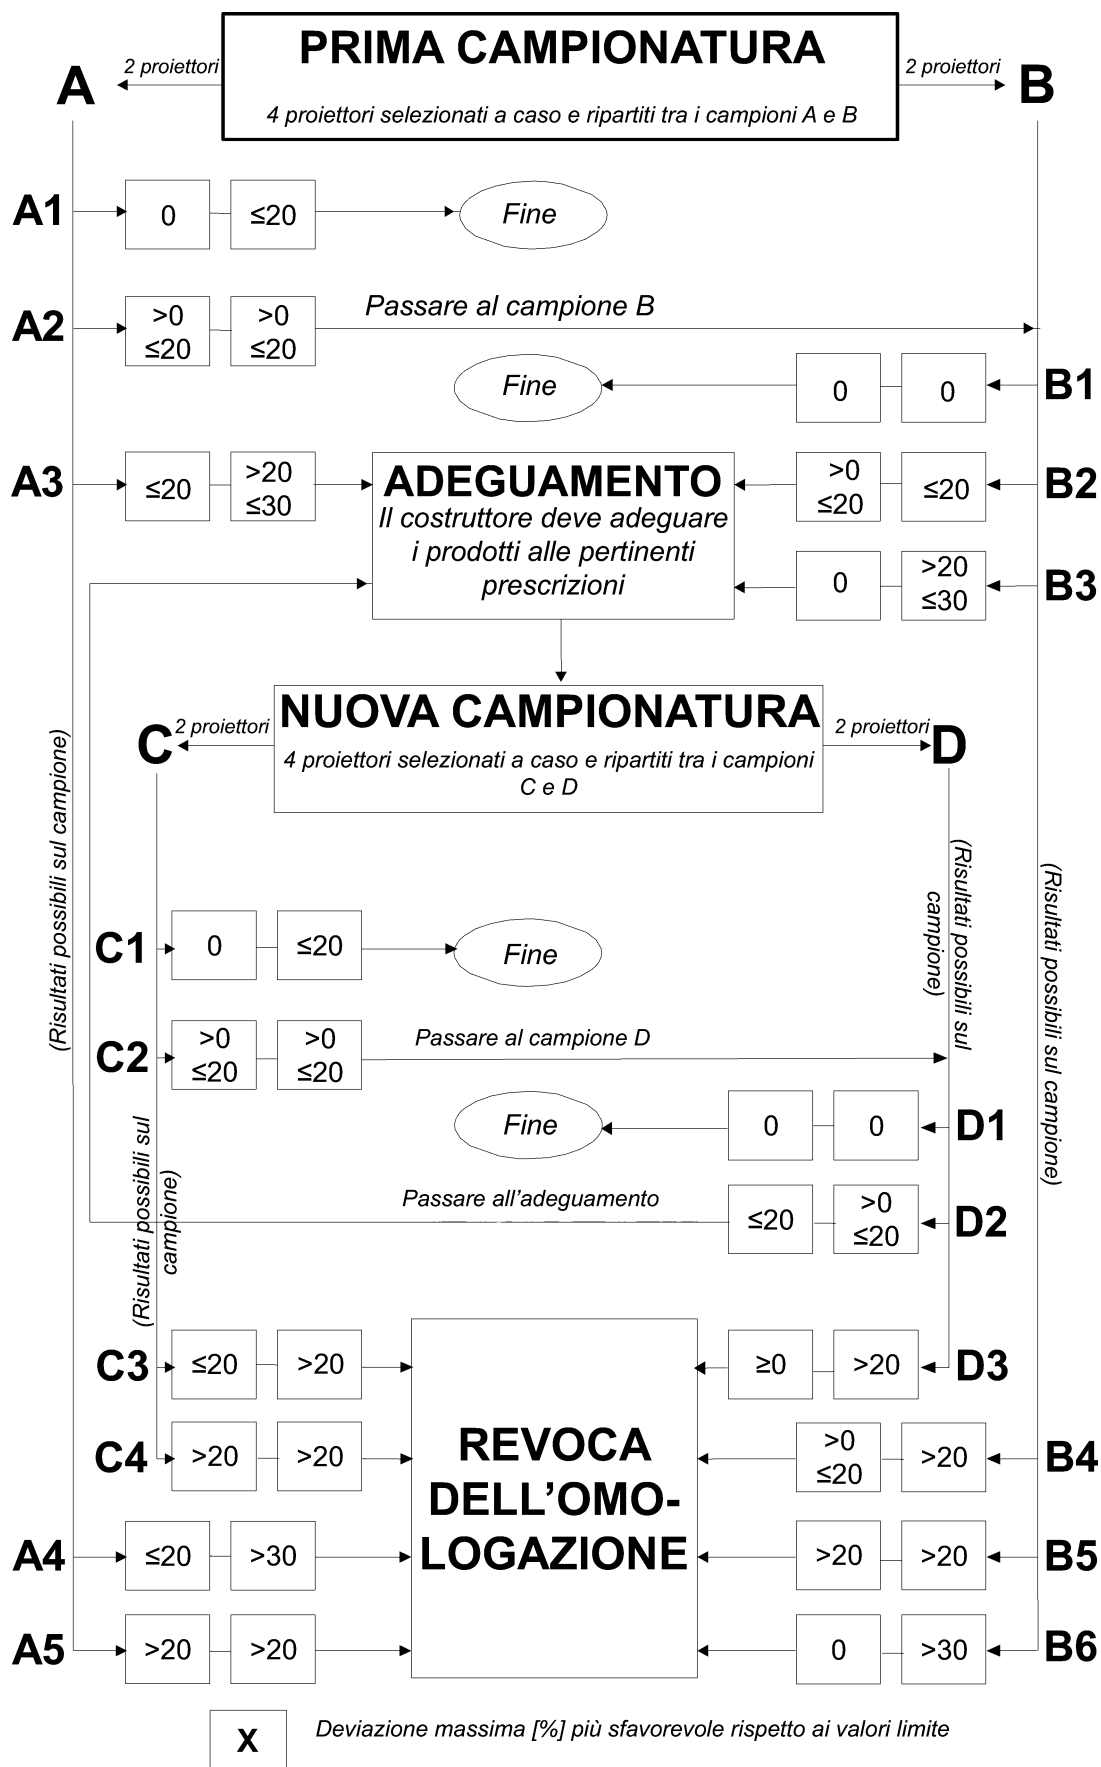 PRIMA CAMPIONATURA
4 proiettori selezionati a caso e ripartiti tra i campioni A e B
A
2 proiettori
2 proiettori
B
A1
0
≤20
Fine
A2
>0
≤20
>0
≤20
Passare al campione B
Fine
0
0
B1
A3
≤20
>20
≤30
ADEGUAMENTO
Il costruttore deve adeguare
i prodotti alle pertinenti
prescrizioni
>0
≤20
≤20
B2
0
>20
≤30
B3
NUOVA CAMPIONATURA
4 proiettori selezionati a caso e ripartiti tra i campioni
C e D
C
2 proiettori
2 proiettori
D
(Risultati possibili sul campione)
(Risultati possibili sul
campione)
(Risultati possibili sul campione)
C1
0
≤20
Fine
C2
>0
≤20
>0
≤20
Passare al campione D
Fine
0
0
D1
(Risultati possibili sul
campione)
Passare all'adeguamento
≤20
>0
≤20
D2
C3
≤20
>20
≥0
>20
D3
REVOCA
DELL'OMO-
LOGAZIONE
C4
>20
>20
>0
≤20
>20
B4
A4
≤20
>30
>20
>20
B5
A5
>20
>20
0
>30
B6
X
Deviazione massima [%] più sfavorevole rispetto ai valori limite